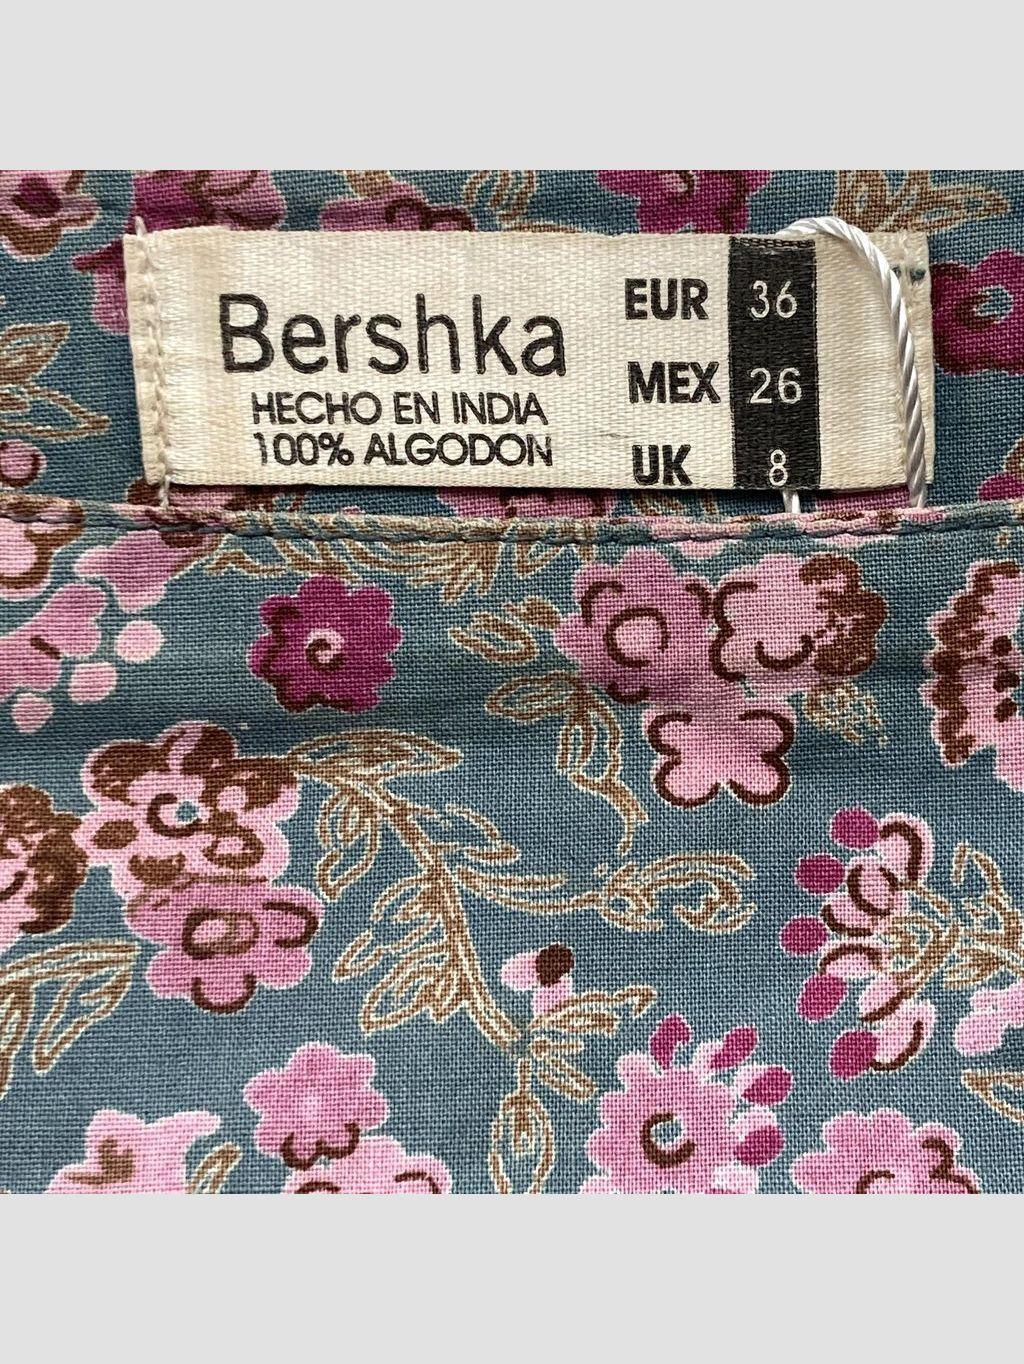 Bershka
HECHO EN INDIA
100% ALGODON
EUR 36
MEX 26
UK 8